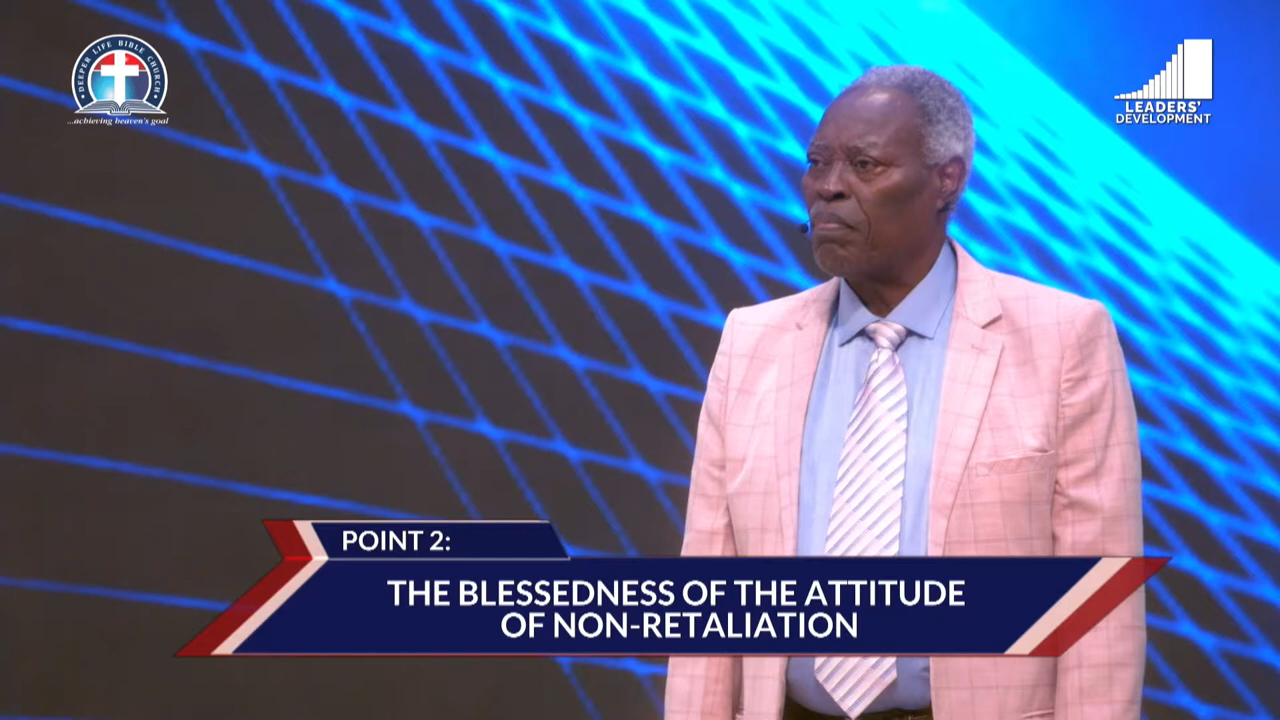 DEEPER LIFE BIBLE CHURCH
...achieving heaven's goal
LEADERS'
DEVELOPMENT
POINT 2:
THE BLESSEDNESS OF THE ATTITUDE
OF NON-RETALIATION